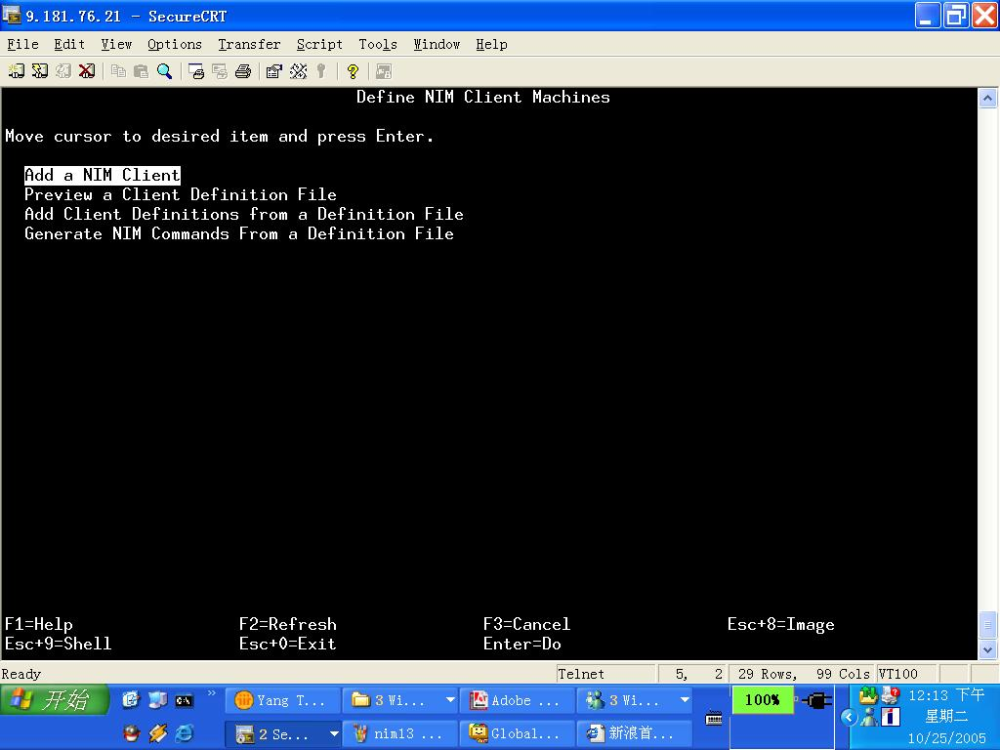 9.181.76.21 - SecureCRT
File Edit View Options Transfer Script Tools Window Help
Define NIM Client Machines
Move cursor to desired item and press Enter.
Add a NIM Client
Preview a Client Definition File
Add Client Definitions from a Definition File
Generate NIM Commands From a Definition File
F1=Help F2=Refresh F3=Cancel Esc+8=Image
Esc+9=Shell Esc+0=Exit Enter=Do
Ready Telnet 5, 2 29 Rows, 99 Cols VT100
开始 Yang T... 3 Wi... Adobe ... 3 Wi... 100% 12:13 下午
星期二
2 Se... nim13 ... Global... 新浪首... 10/25/2005